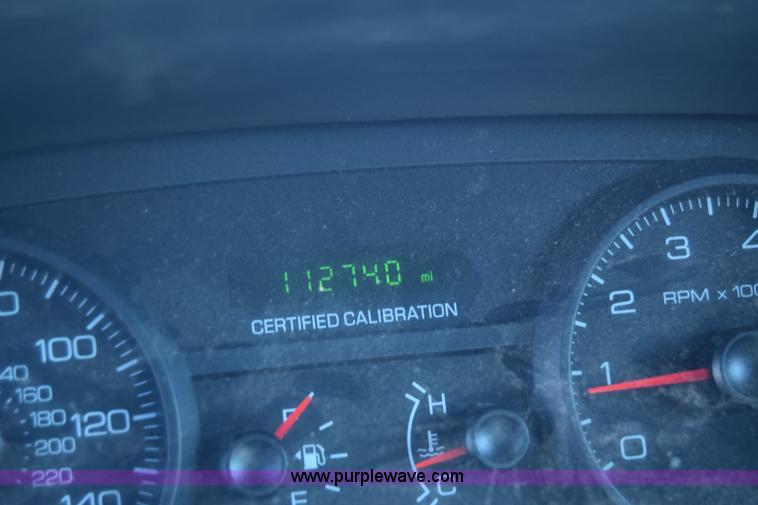 112740 mi
CERTIFIED CALIBRATION
100
120
140
160
180
200
220
F
E
H
C
0
1
2
3
4
RPM x 100
www.purplewave.com